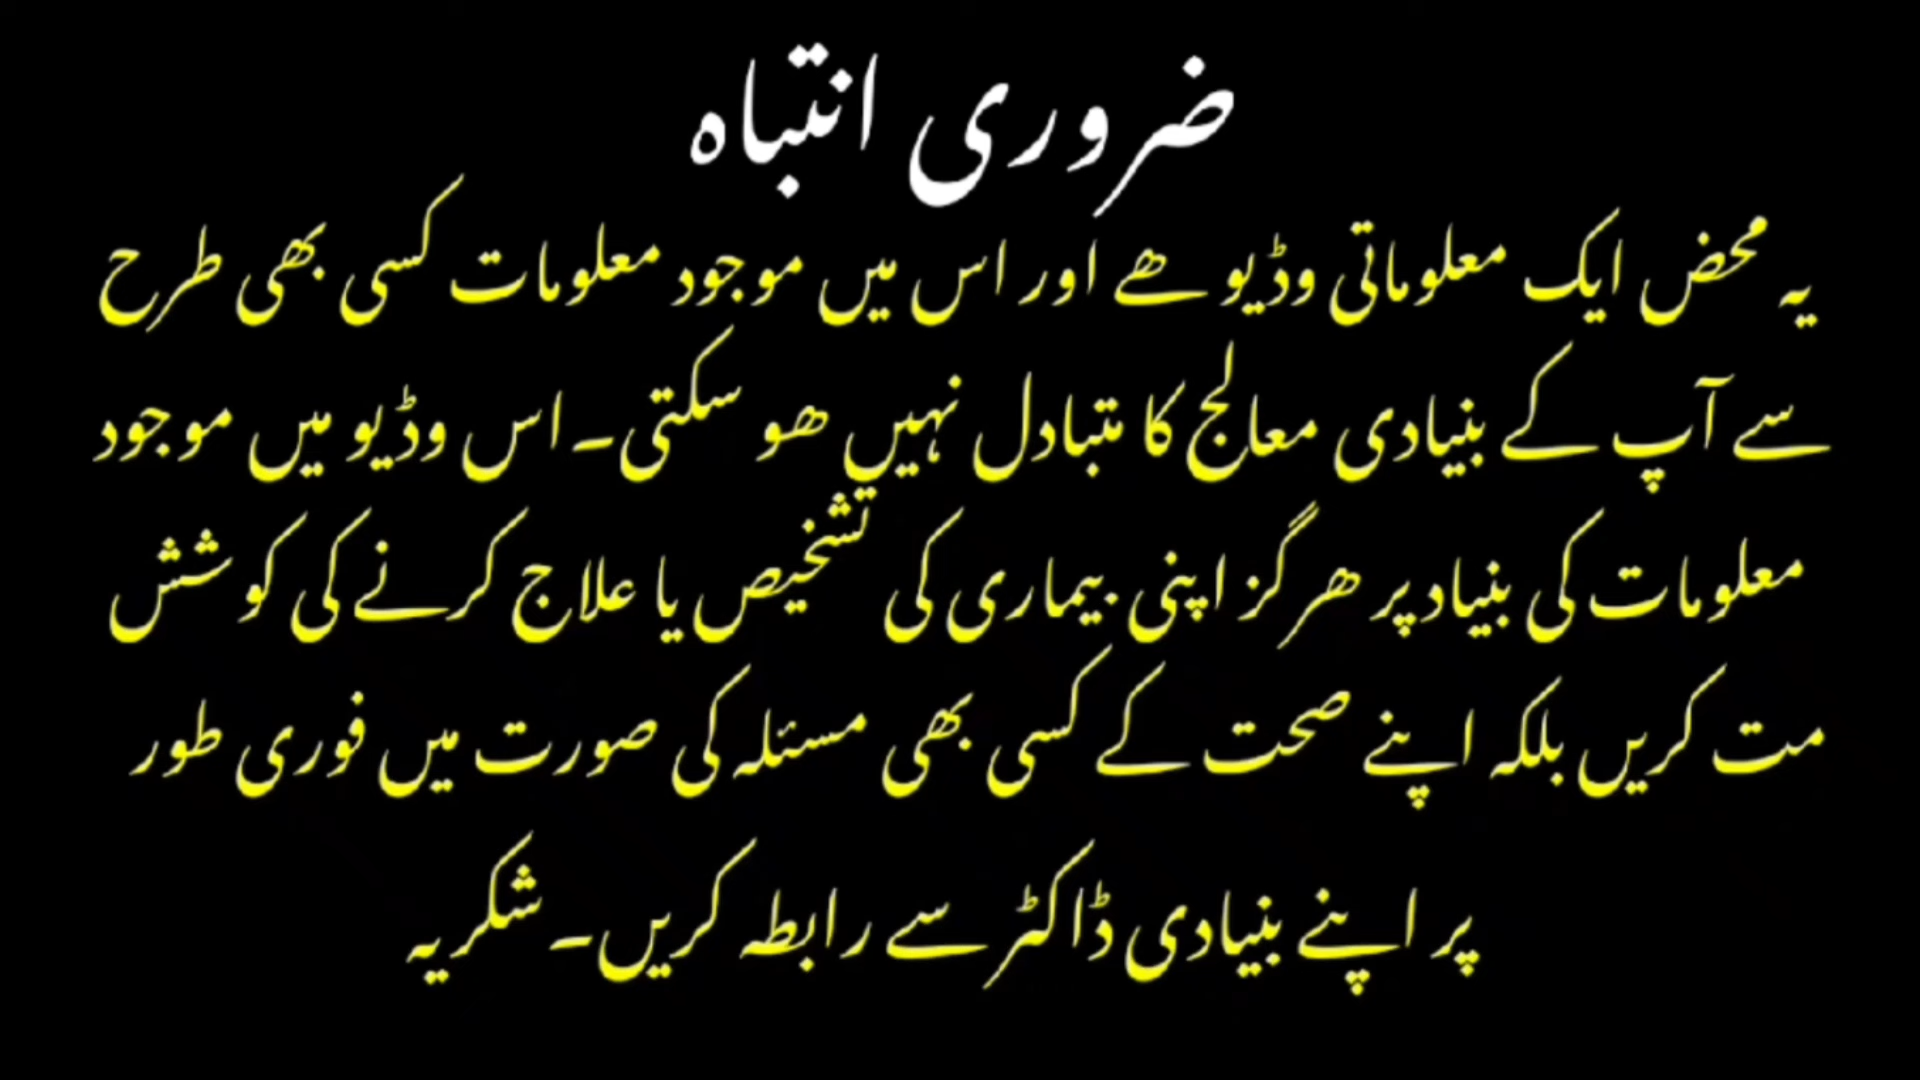 ضروری انتباہ
یہ محض ایک معلوماتی وڈیو ھے اور اس میں موجود معلومات کسی بھی طرح
سے آپ کے بنیادی معالج کا متبادل نہیں ھو سکتی۔ اس وڈیو میں موجود
معلومات کی بنیاد پر ھرگز اپنی بیماری کی تشخیص یا علاج کرنے کی کوشش
مت کریں بلکہ اپنے صحت کے کسی بھی مسئلہ کی صورت میں فوری طور
پر اپنے بنیادی ڈاکٹر سے رابطہ کریں۔ شکریہ